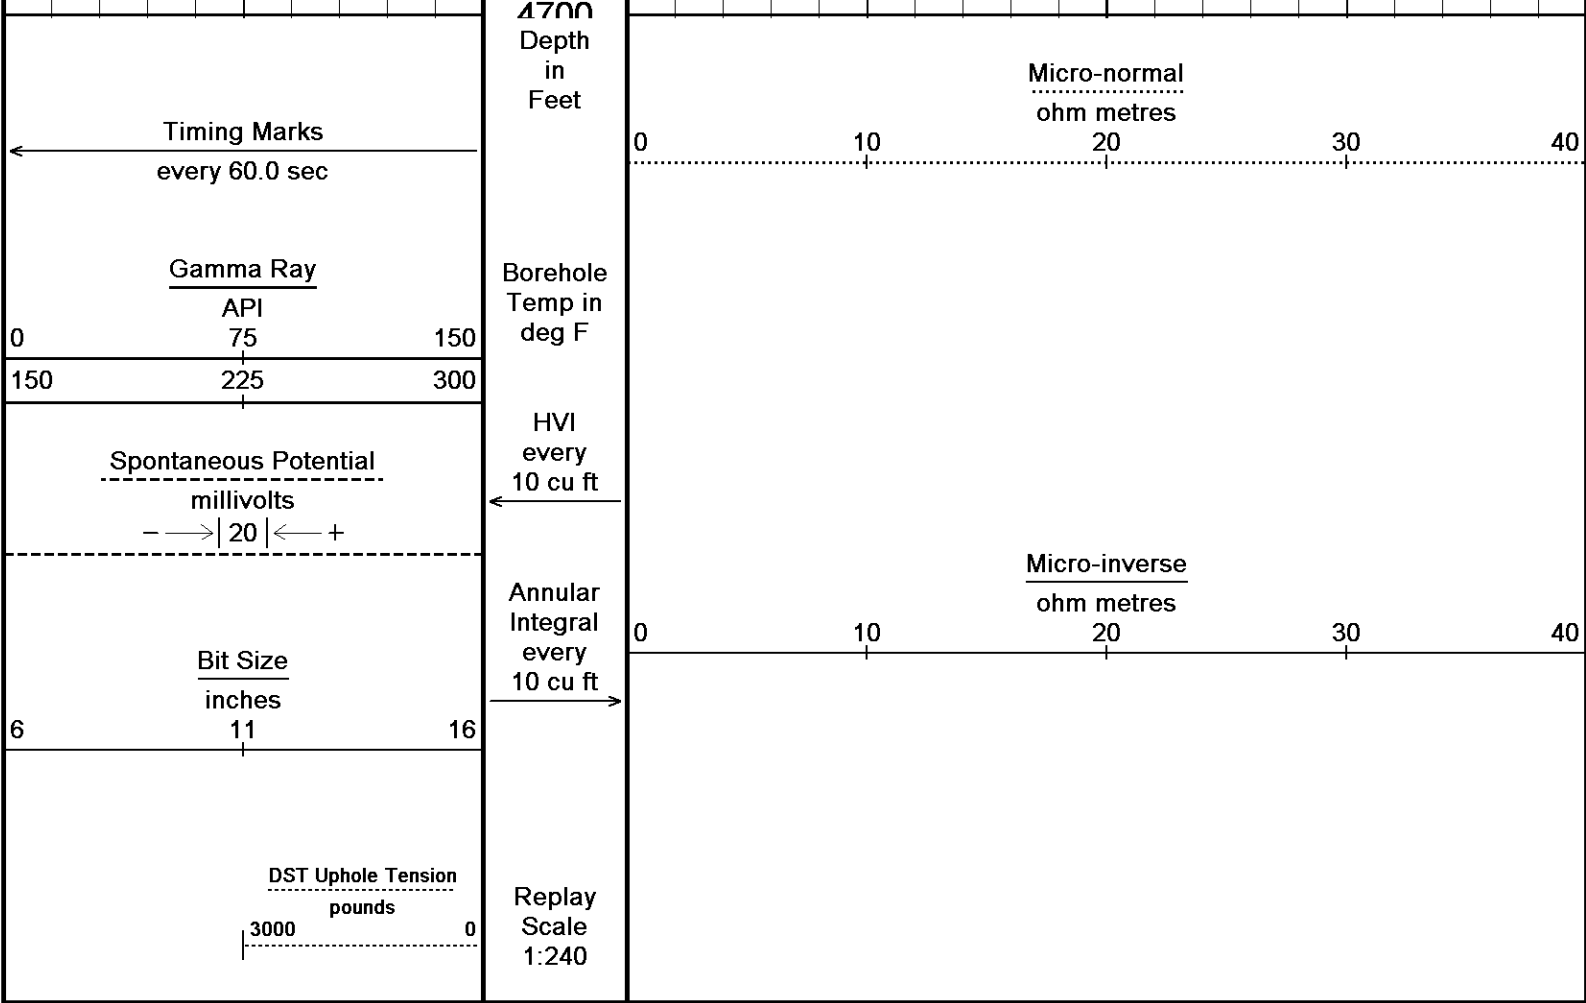 4700
Depth
in
Feet
Timing Marks
every 60.0 sec
Gamma Ray
API
0 75 150
150 225 300
Spontaneous Potential
millivolts
− 20 +
Bit Size
inches
6 11 16
DST Uphole Tension
pounds
3000 0
Borehole
Temp in
deg F
HVI
every
10 cu ft
Annular
Integral
every
10 cu ft
Replay
Scale
1:240
Micro-normal
ohm metres
0 10 20 30 40
Micro-inverse
ohm metres
0 10 20 30 40